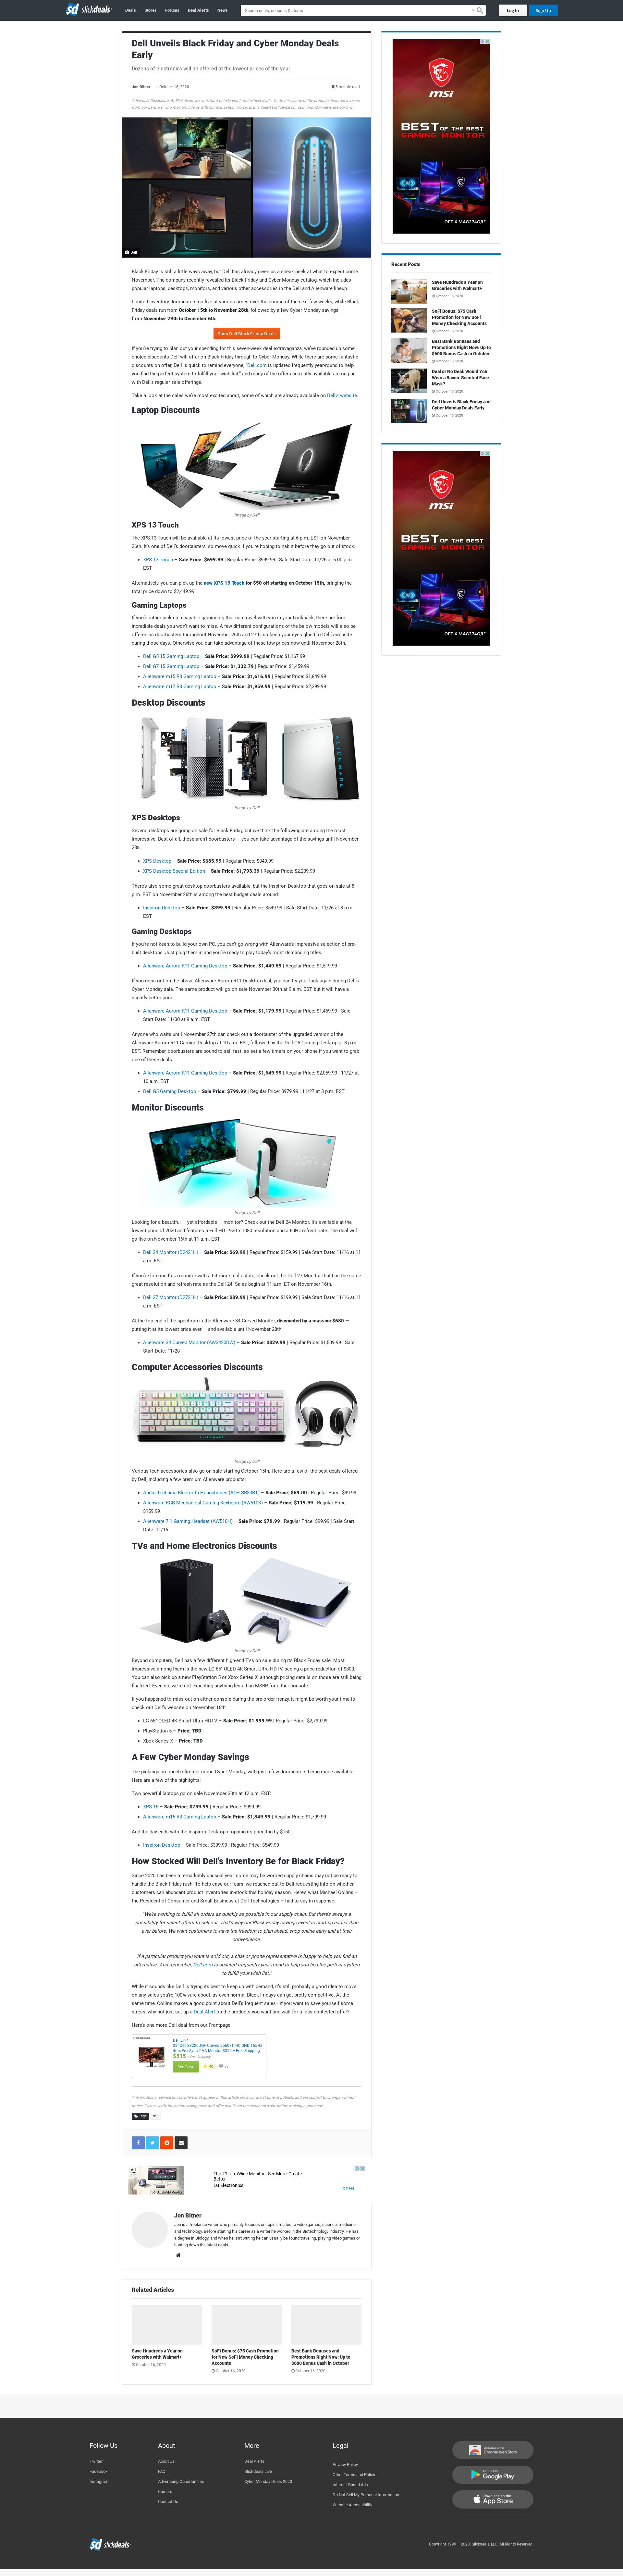 slickdeals
Deals Stores Forums Deal Alerts News
Search deals, coupons & stores
Log In
Sign Up
Dell Unveils Black Friday and Cyber Monday Deals
Early
Dozens of electronics will be offered at the lowest prices of the year.
Jon Bitner October 16, 2020
5 minute read
Advertiser Disclosure: At Slickdeals, we work hard to help you find the best deals. To do this, some of the products featured here are
from our partners who may provide us with compensation. However, this doesn't influence our opinions. Our views are our own.
Dell
Black Friday is still a little ways away, but Dell has already given us a sneak peek at what to expect come
November. The company recently revealed its Black Friday and Cyber Monday catalog, which includes
popular laptops, desktops, monitors, and various other accessories in the Dell and Alienware lineup.
Limited inventory doorbusters go live at various times over the course of the next few weeks, while Black
Friday deals run from October 15th to November 28th, followed by a few Cyber Monday savings
from November 29th to December 6th.
Shop Dell Black Friday Deals
If you're trying to plan out your spending for this seven-week deal extravaganza, we've rounded up some
doorbuster deals Dell will offer on Black Friday through to Cyber Monday. While these are some fantastic
discounts, Dell is quick to remind everyone, "Dell.com is updated frequently year-round to help you find
the perfect system to fulfill your wish list," and many of the offers currently available now are on par
with Dell's regular sale offerings.
Take a look at the sales we're most excited about, some of which are already available on Dell's website.
Laptop Discounts
Image by Dell
XPS 13 Touch
The XPS 13 Touch will be available at its lowest price of the year starting at 6 p.m. EST on November
26th. It's one of Dell's doorbusters, so move quick if you're hoping to nab it before they go out of stock.
XPS 13 Touch – Sale Price: $699.99 | Regular Price: $999.99 | Sale Start Date: 11/26 at 6:00 p.m.
EST
Alternatively, you can pick up the new XPS 13 Touch for $50 off starting on October 15th, bringing the
total price down to $2,449.99.
Gaming Laptops
If you'd rather pick up a capable gaming rig that can travel with you instead, you'll have more than a few
to choose from. Alienware will be discounting four different configurations of the below models will also be
offered as doorbusters throughout November 26th and 27th, so keep your eyes glued to Dell's website
during those days. Otherwise, you can take advantage of these low prices now until November 28th.
Dell G5 15 Gaming Laptop – Sale Price: $999.99 | Regular Price: $1,167.99
Dell G7 15 Gaming Laptop – Sale Price: $1,332.79 | Regular Price: $1,459.99
Alienware m15 R3 Gaming Laptop – Sale Price: $1,616.99 | Regular Price: $1,849.99
Alienware m17 R3 Gaming Laptop – Sale Price: $1,959.99 | Regular Price: $2,299.99
Desktop Discounts
ALIENWARE
Image by Dell
XPS Desktops
Several desktops are going on sale for Black Friday, but we think the following are among the most
impressive. Best of all, these aren't doorbusters — you can take advantage of the savings until November
28th.
XPS Desktop – Sale Price: $685.99 | Regular Price: $849.99
XPS Desktop Special Edition – Sale Price: $1,793.39 | Regular Price: $2,209.99
There's also some great desktop doorbusters available, but the Inspiron Desktop that goes on sale at 8
p.m. EST on November 26th is among the best budget deals around:
Inspiron Desktop – Sale Price: $399.99 | Regular Price: $549.99 | Sale Start Date: 11/26 at 8 p.m.
EST
Gaming Desktops
If you're not keen to build your own PC, you can't go wrong with Alienware's impressive selection of pre-
built desktops. Just plug them in and you're ready to play today's most demanding titles.
Alienware Aurora R11 Gaming Desktop – Sale Price: $1,440.59 | Regular Price: $1,519.99
If you miss out on the above Alienware Aurora R11 Desktop deal, you can try your luck again during Dell's
Cyber Monday sale. The same product will go on sale November 30th at 9 a.m. EST, but it will have a
slightly better price:
Alienware Aurora R11 Gaming Desktop – Sale Price: $1,179.99 | Regular Price: $1,459.99 | Sale
Start Date: 11/30 at 9 a.m. EST
Anyone who waits until November 27th can check out a doorbuster of the upgraded version of the
Alienware Aurora R11 Gaming Desktop at 10 a.m. EST, followed by the Dell G5 Gaming Desktop at 3 p.m.
EST. Remember, doorbusters are bound to sell fast, so set a few timers on your phone if you want to grab
one of these deals.
Alienware Aurora R11 Gaming Desktop – Sale Price: $1,649.99 | Regular Price: $2,059.99 | 11/27 at
10 a.m. EST
Dell G5 Gaming Desktop – Sale Price: $799.99 | Regular Price: $979.99 | 11/27 at 3 p.m. EST
Monitor Discounts
Image by Dell
Looking for a beautiful — yet affordable — monitor? Check out the Dell 24 Monitor. It's available at the
lowest price of 2020 and features a Full HD 1920 x 1080 resolution and a 60Hz refresh rate. The deal will
go live on November 16th at 11 a.m. EST.
Dell 24 Monitor (D2421H) – Sale Price: $69.99 | Regular Price: $159.99 | Sale Start Date: 11/16 at 11
a.m. EST
If you're looking for a monitor with a bit more real estate, check out the Dell 27 Monitor that has the same
great resolution and refresh rate as the Dell 24. Sales begin at 11 a.m. ET on November 16th.
Dell 27 Monitor (D2721H) – Sale Price: $89.99 | Regular Price: $199.99 | Sale Start Date: 11/16 at 11
a.m. EST
At the top end of the spectrum is the Alienware 34 Curved Monitor, discounted by a massive $680 —
putting it at its lowest price ever — and available until November 28th.
Alienware 34 Curved Monitor (AW3420DW) – Sale Price: $829.99 | Regular Price: $1,509.99 | Sale
Start Date: 11/28
Computer Accessories Discounts
Image by Dell
Various tech accessories also go on sale starting October 15th. Here are a few of the best deals offered
by Dell, including a few premium Alienware products:
Audio Technica Bluetooth Headphones (ATH-SR30BT) – Sale Price: $69.00 | Regular Price: $99.99
Alienware RGB Mechanical Gaming Keyboard (AW510K) – Sale Price: $119.99 | Regular Price:
$159.99
Alienware 7.1 Gaming Headset (AW510H) – Sale Price: $79.99 | Regular Price: $99.99 | Sale Start
Date: 11/16
TVs and Home Electronics Discounts
Image by Dell
Beyond computers, Dell has a few different high-end TVs on sale during its Black Friday sale. Most
impressive among them is the new LG 65" OLED 4K Smart Ultra HDTV, seeing a price reduction of $800.
You can also pick up a new PlayStation 5 or Xbox Series X, although pricing details on those are still being
finalized. Even so, we're not expecting anything less than MSRP for either console.
If you happened to miss out on either console during the pre-order frenzy, it might be worth your time to
check out Dell's website on November 16th.
LG 65" OLED 4K Smart Ultra HDTV – Sale Price: $1,999.99 | Regular Price: $2,799.99
PlayStation 5 – Price: TBD
Xbox Series X – Price: TBD
A Few Cyber Monday Savings
The pickings are much slimmer come Cyber Monday, with just a few doorbusters being made available.
Here are a few of the highlights:
Two powerful laptops go on sale November 30th at 12 p.m. EST:
XPS 15 – Sale Price: $799.99 | Regular Price: $999.99
Alienware m15 R3 Gaming Laptop – Sale Price: $1,349.99 | Regular Price: $1,799.99
And the day ends with the Inspiron Desktop dropping its price tag by $150:
Inspiron Desktop – Sale Price: $399.99 | Regular Price: $549.99
How Stocked Will Dell's Inventory Be for Black Friday?
Since 2020 has been a remarkably unusual year, some may be worried supply chains may not be ready to
handle the Black Friday rush. To help ease our fears, we reached out to Dell regarding info on whether
customers can expect abundant product inventories in-stock this holiday season. Here's what Michael Collins –
the President of Consumer and Small Business at Dell Technologies – had to say in response:
"We're working to fulfill all orders as quickly as possible in our supply chain. But there's always a
possibility for select offers to sell out. That's why our Black Friday savings event is starting earlier than
ever before. We want customers to have the freedom to plan ahead, shop online early and at their
convenience.
If a particular product you want is sold out, a chat or phone representative is happy to help you find an
alternative. And remember, Dell.com is updated frequently year-round to help you find the perfect system
to fulfill your wish list."
While it sounds like Dell is trying its best to keep up with demand, it's still probably a good idea to move
on any sales you're 100% sure about, as even normal Black Fridays can get pretty competitive. At the
same time, Collins makes a good point about Dell's frequent sales—if you want to save yourself some
stress, why not just set up a Deal Alert on the products you want and wait for a less contested offer?
Here's one more Dell deal from our Frontpage:
Dell EPP
32" Dell S3220DGF Curved 2560x1440 QHD 165Hz
4ms FreeSync 2 VA Monitor $315 + Free Shipping
$315 + Free Shipping
See Deal
Any product or service prices/offers that appear in this article are accurate at time of publish, and are subject to change without
notice. Please verify the actual selling price and offer details on the merchant's site before making a purchase.
Tags dell
Ad
The #1 UltraWide Monitor - See More, Create
Better
LG Electronics
OPEN
Jon Bitner
Jon is a freelance writer who primarily focuses on topics related to video games, science, medicine
and technology. Before starting his career as a writer he worked in the Biotechnology industry. He has
a degree in Biology, and when he isn't writing he can usually be found traveling, playing video games or
hunting down the latest deals.
Related Articles
Save Hundreds a Year on
Groceries with Walmart+
October 16, 2020
SoFi Bonus: $75 Cash Promotion
for New SoFi Money Checking
Accounts
October 16, 2020
Best Bank Bonuses and
Promotions Right Now: Up to
$600 Bonus Cash in October
October 16, 2020
msi
BEST OF THE BEST
GAMING MONITOR
OPTIX MAG274QRF
Recent Posts
Save Hundreds a Year on
Groceries with Walmart+
October 16, 2020
SoFi Bonus: $75 Cash
Promotion for New SoFi
Money Checking Accounts
October 16, 2020
Best Bank Bonuses and
Promotions Right Now: Up to
$600 Bonus Cash in October
October 16, 2020
Deal or No Deal: Would You
Wear a Bacon-Scented Face
Mask?
October 16, 2020
Dell Unveils Black Friday and
Cyber Monday Deals Early
October 16, 2020
msi
BEST OF THE BEST
GAMING MONITOR
OPTIX MAG274QRF
Follow Us
Twitter
Facebook
Instagram
About
About Us
FAQ
Advertising Opportunities
Careers
Contact Us
More
Deal Alerts
Slickdeals Live
Cyber Monday Deals 2020
Legal
Privacy Policy
Other Terms and Policies
Interest-Based Ads
Do Not Sell My Personal Information
Website Accessibility
Available in the
Chrome Web Store
GET IT ON
Google Play
Download on the
App Store
slickdeals
Copyright 1999 – 2020. Slickdeals, LLC. All Rights Reserved.